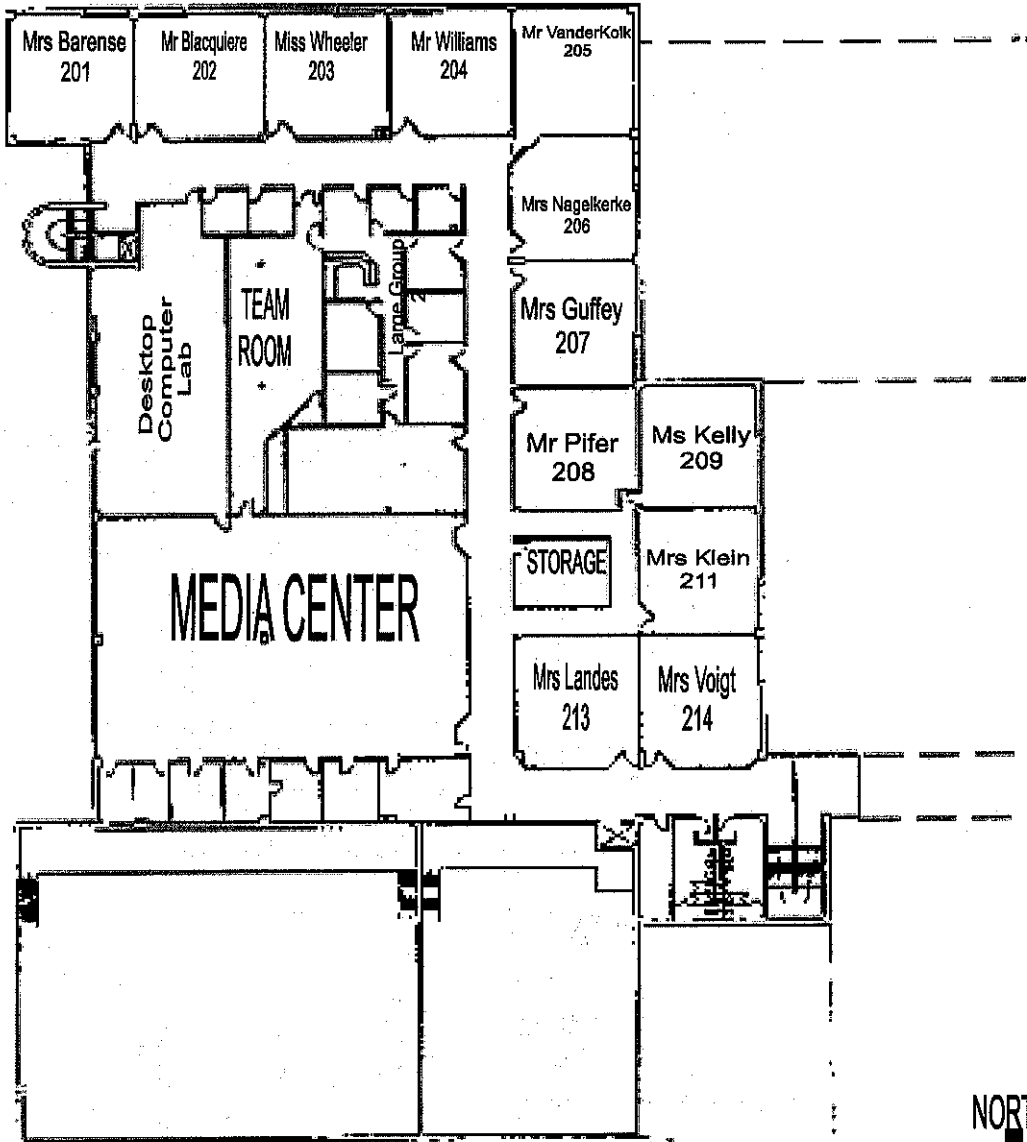 Mrs Barense
201
Mr Blacquiere
202
Miss Wheeler
203
Mr Williams
204
Mr VanderKolk
205
Mrs Nagelkerke
206
Mrs Guffey
207
Mr Pifer
208
Ms Kelly
209
Mrs Klein
211
Mrs Landes
213
Mrs Voigt
214
STORAGE
Desktop
Computer
Lab
TEAM
ROOM
Large Group
2
MEDIA CENTER
NORT